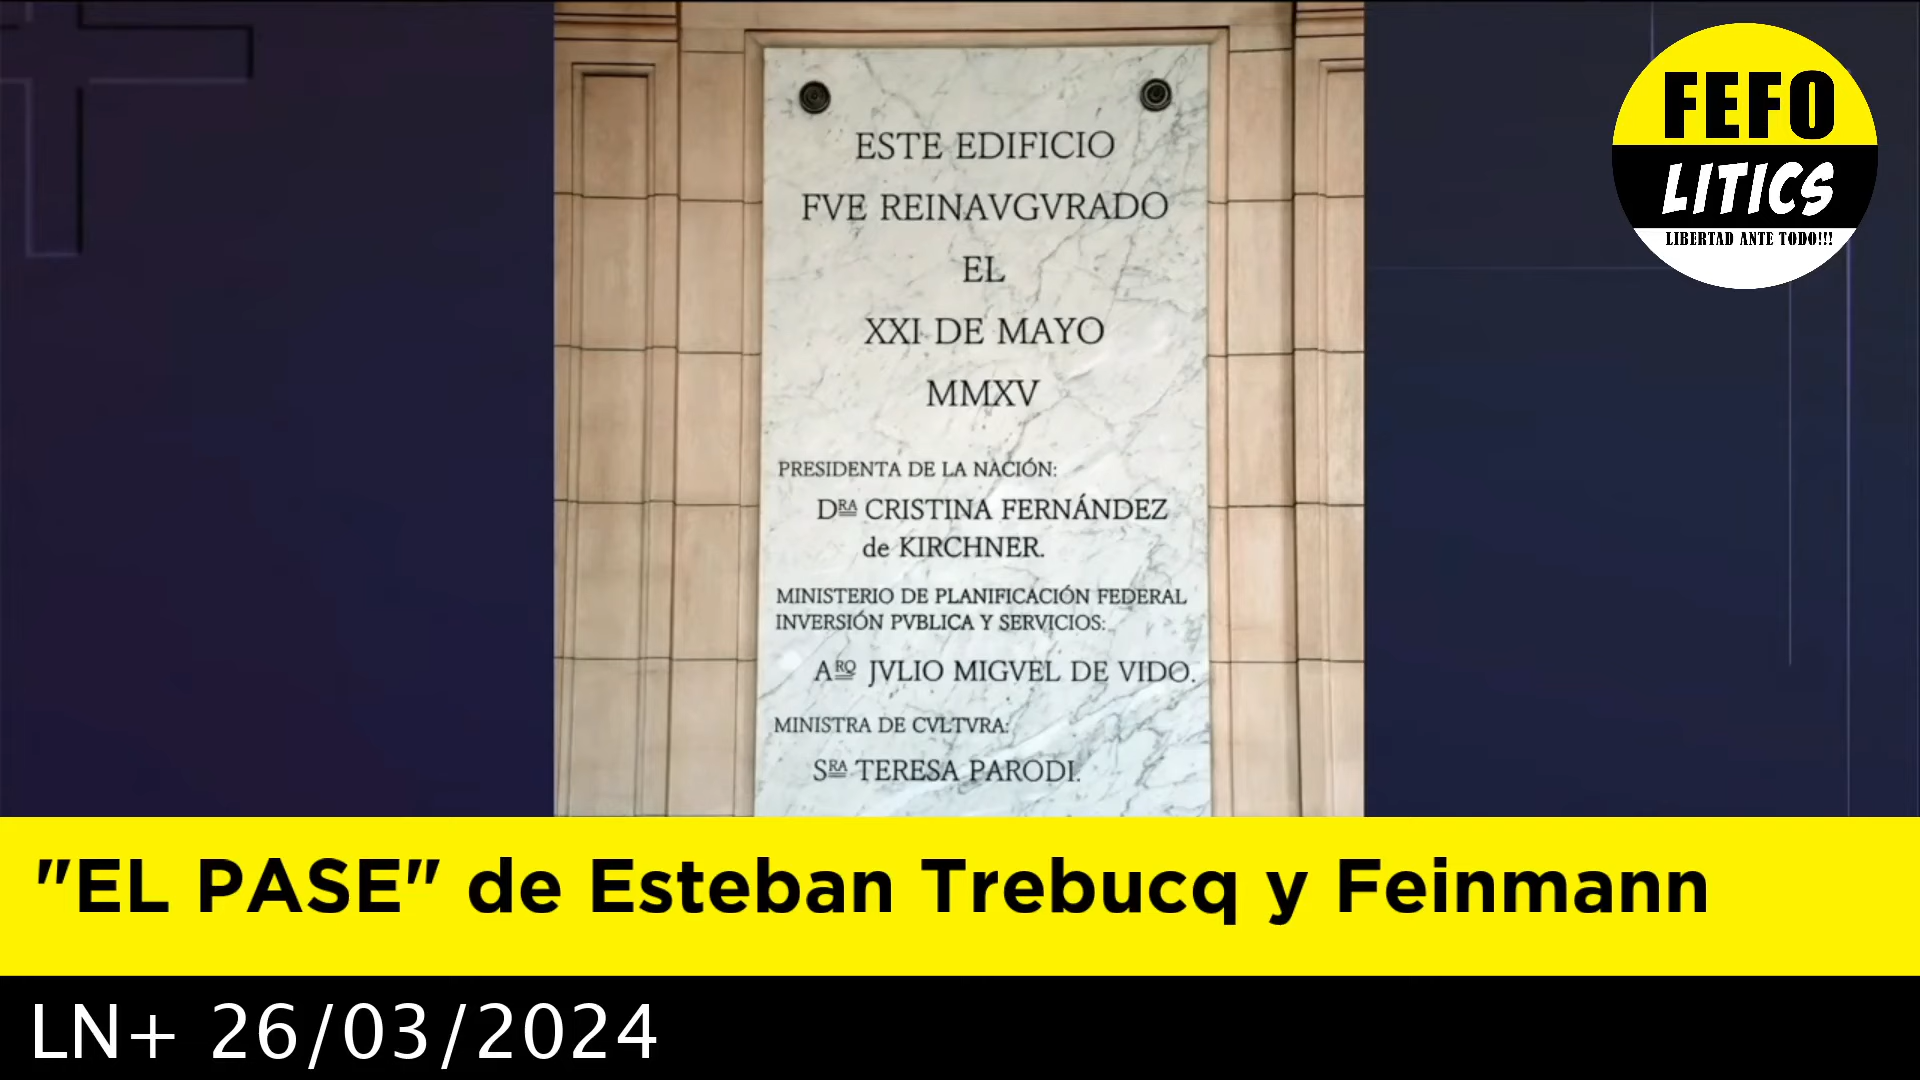 ESTE EDIFICIO
FVE REINAVGVRADO
EL
XXI DE MAYO
MMXV
PRESIDENTA DE LA NACIÓN:
DRA CRISTINA FERNÁNDEZ
de KIRCHNER.
MINISTERIO DE PLANIFICACIÓN FEDERAL
INVERSIÓN PVBLICA Y SERVICIOS:
ARQ JVLIO MIGVEL DE VIDO.
MINISTRA DE CVLTVRA:
SRA TERESA PARODI.
FEFO
LITICS
LIBERTAD ANTE TODO!!!
"EL PASE" de Esteban Trebucq y Feinmann
LN+ 26/03/2024